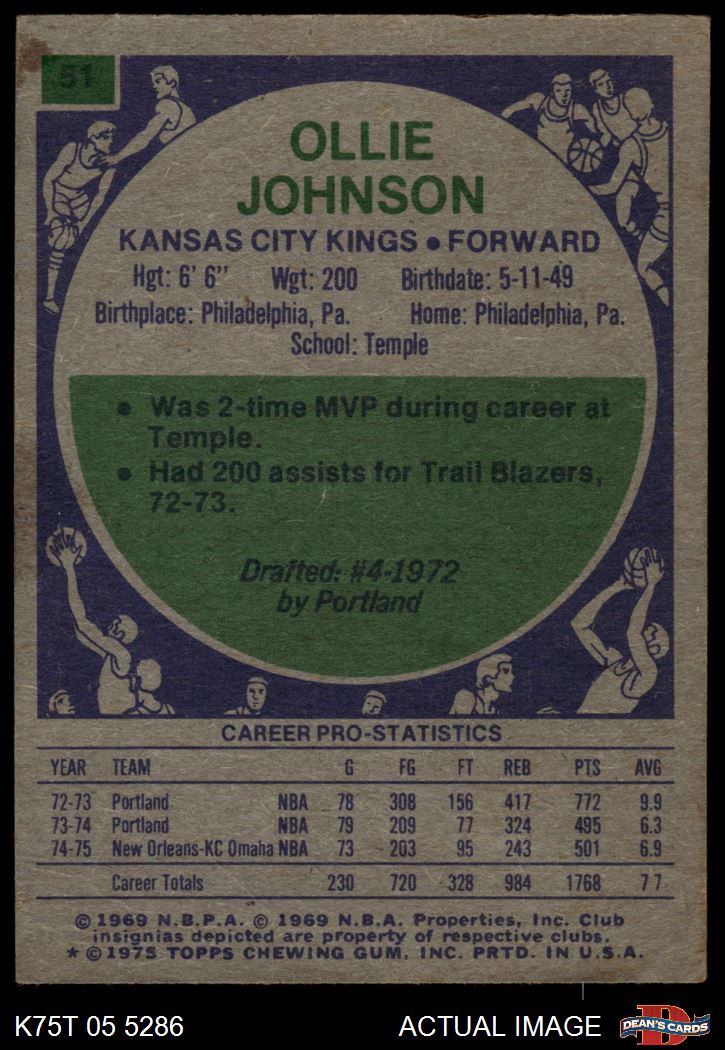 51
OLLIE
JOHNSON
KANSAS CITY KINGS • FORWARD
Hgt: 6' 6" Wgt: 200 Birthdate: 5-11-49
Birthplace: Philadelphia, Pa. Home: Philadelphia, Pa.
School: Temple
• Was 2-time MVP during career at
Temple.
• Had 200 assists for Trail Blazers,
72-73.
Drafted: #4-1972
by Portland
CAREER PRO-STATISTICS
YEAR TEAM G FG FT REB PTS AVG
72-73 Portland NBA 78 308 156 417 772 9.9
73-74 Portland NBA 79 209 77 324 495 6.3
74-75 New Orleans-KC Omaha NBA 73 203 95 243 501 6.9
Career Totals 230 720 328 984 1768 7 7
© 1969 N.B.P.A. © 1969 N.B.A. Properties, Inc. Club
insignias depicted are property of respective clubs.
* © 1975 TOPPS CHEWING GUM, INC. PRTD. IN U.S.A.
K75T 05 5286 ACTUAL IMAGE D DEAN'S CARDS